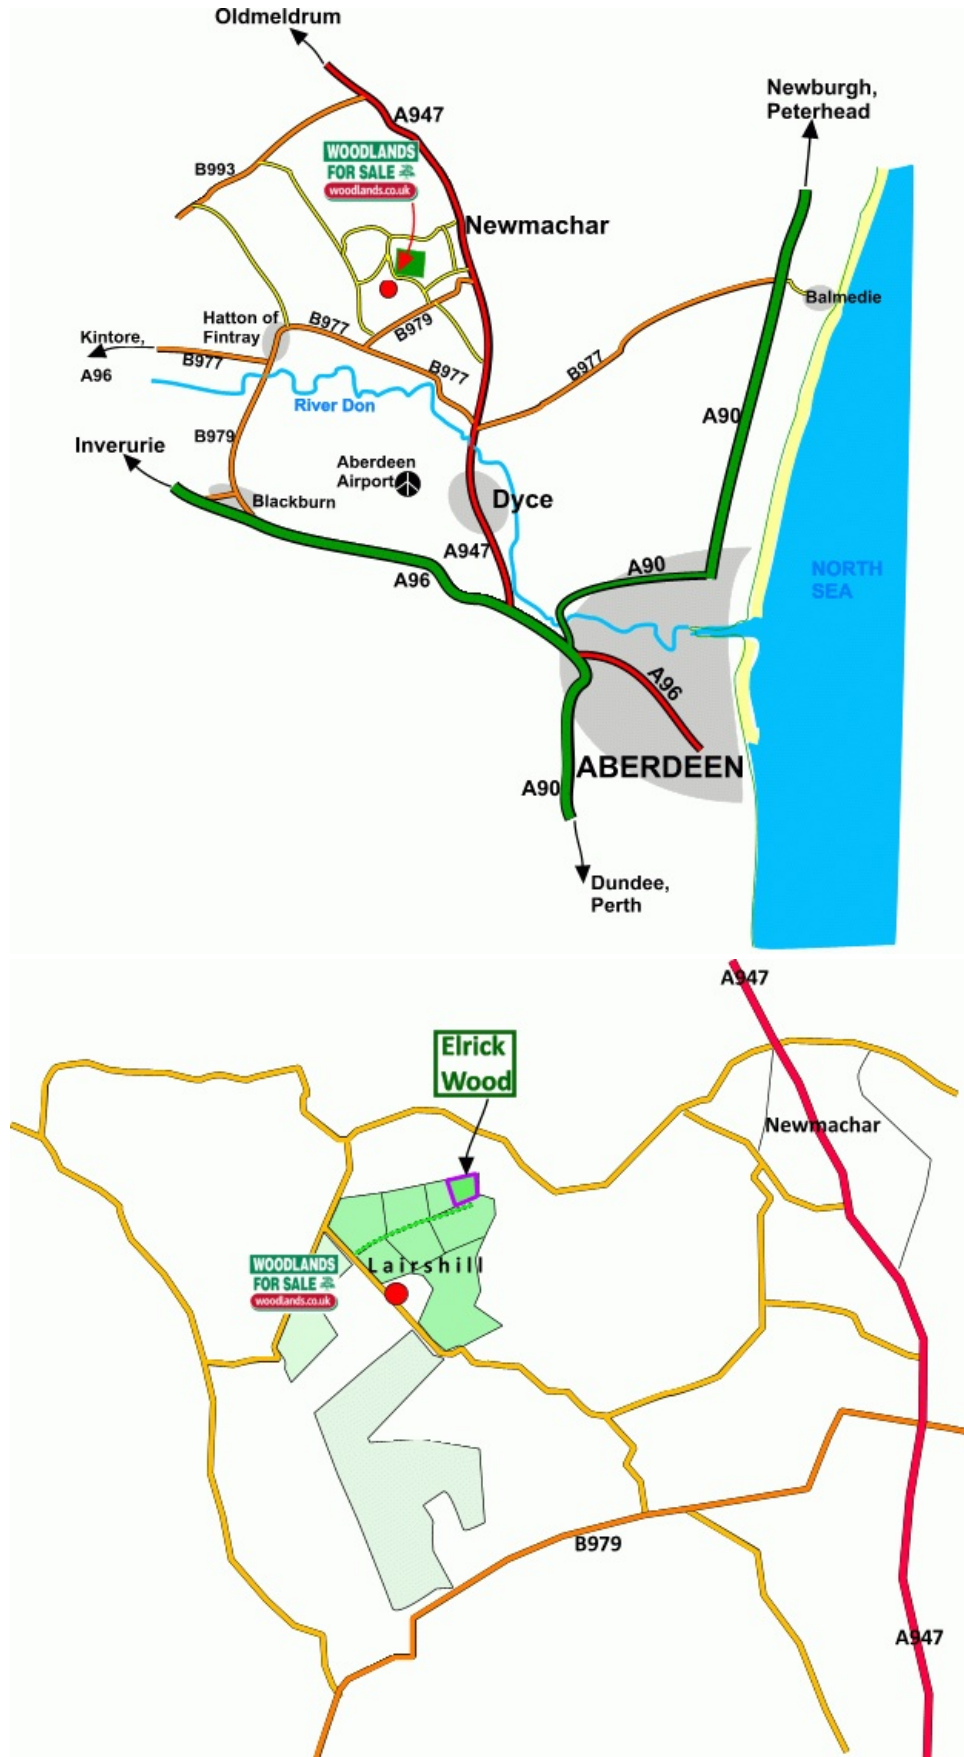 Oldmeldrum
Newburgh,
Peterhead
A947
WOODLANDS
FOR SALE
woodlands.co.uk
B993
Newmachar
Balmedie
Hatton of
Fintray
B977
B979
Kintore,
A96
B977
B977
B977
River Don
A90
B979
Inverurie
Aberdeen
Airport
Blackburn
Dyce
A947
A96
A90
NORTH
SEA
A96
ABERDEEN
A90
Dundee,
Perth
A947
Elrick
Wood
Newmachar
WOODLANDS
FOR SALE
woodlands.co.uk
Lairshill
B979
A947